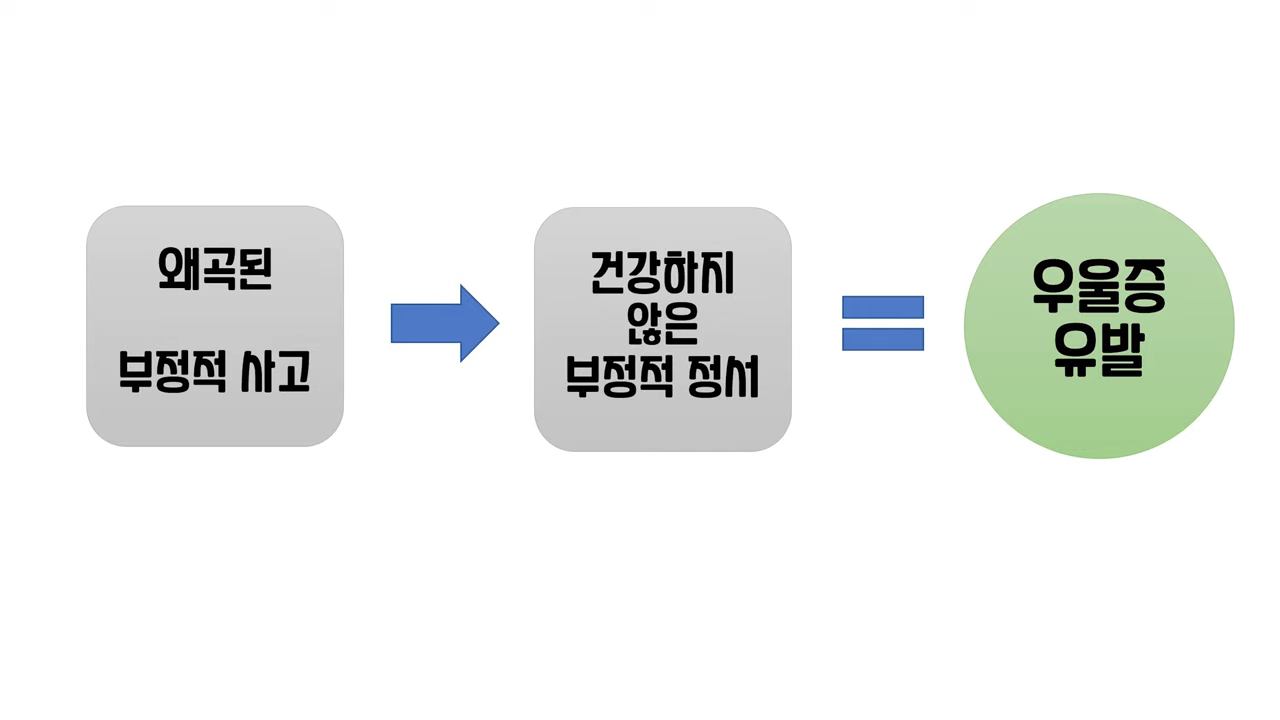 왜곡된
부정적 사고
건강하지
않은
부정적 정서
우울증
유발